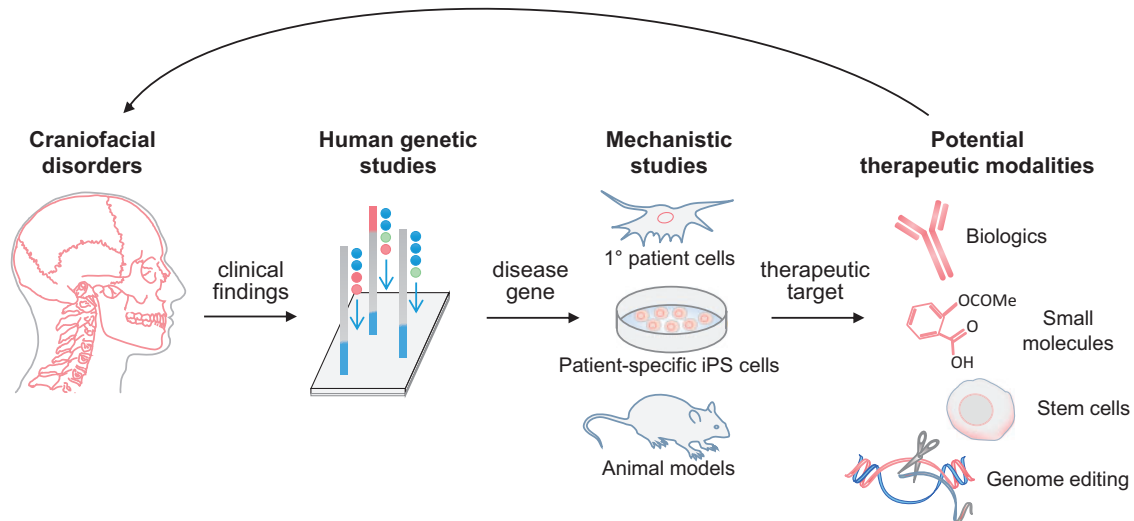 Craniofacial
disorders
Human genetic
studies
Mechanistic
studies
Potential
therapeutic modalities
clinical
findings
disease
gene
therapeutic
target
1° patient cells
Patient-specific iPS cells
Animal models
Biologics
OCOMe
O
OH
Small
molecules
Stem cells
Genome editing